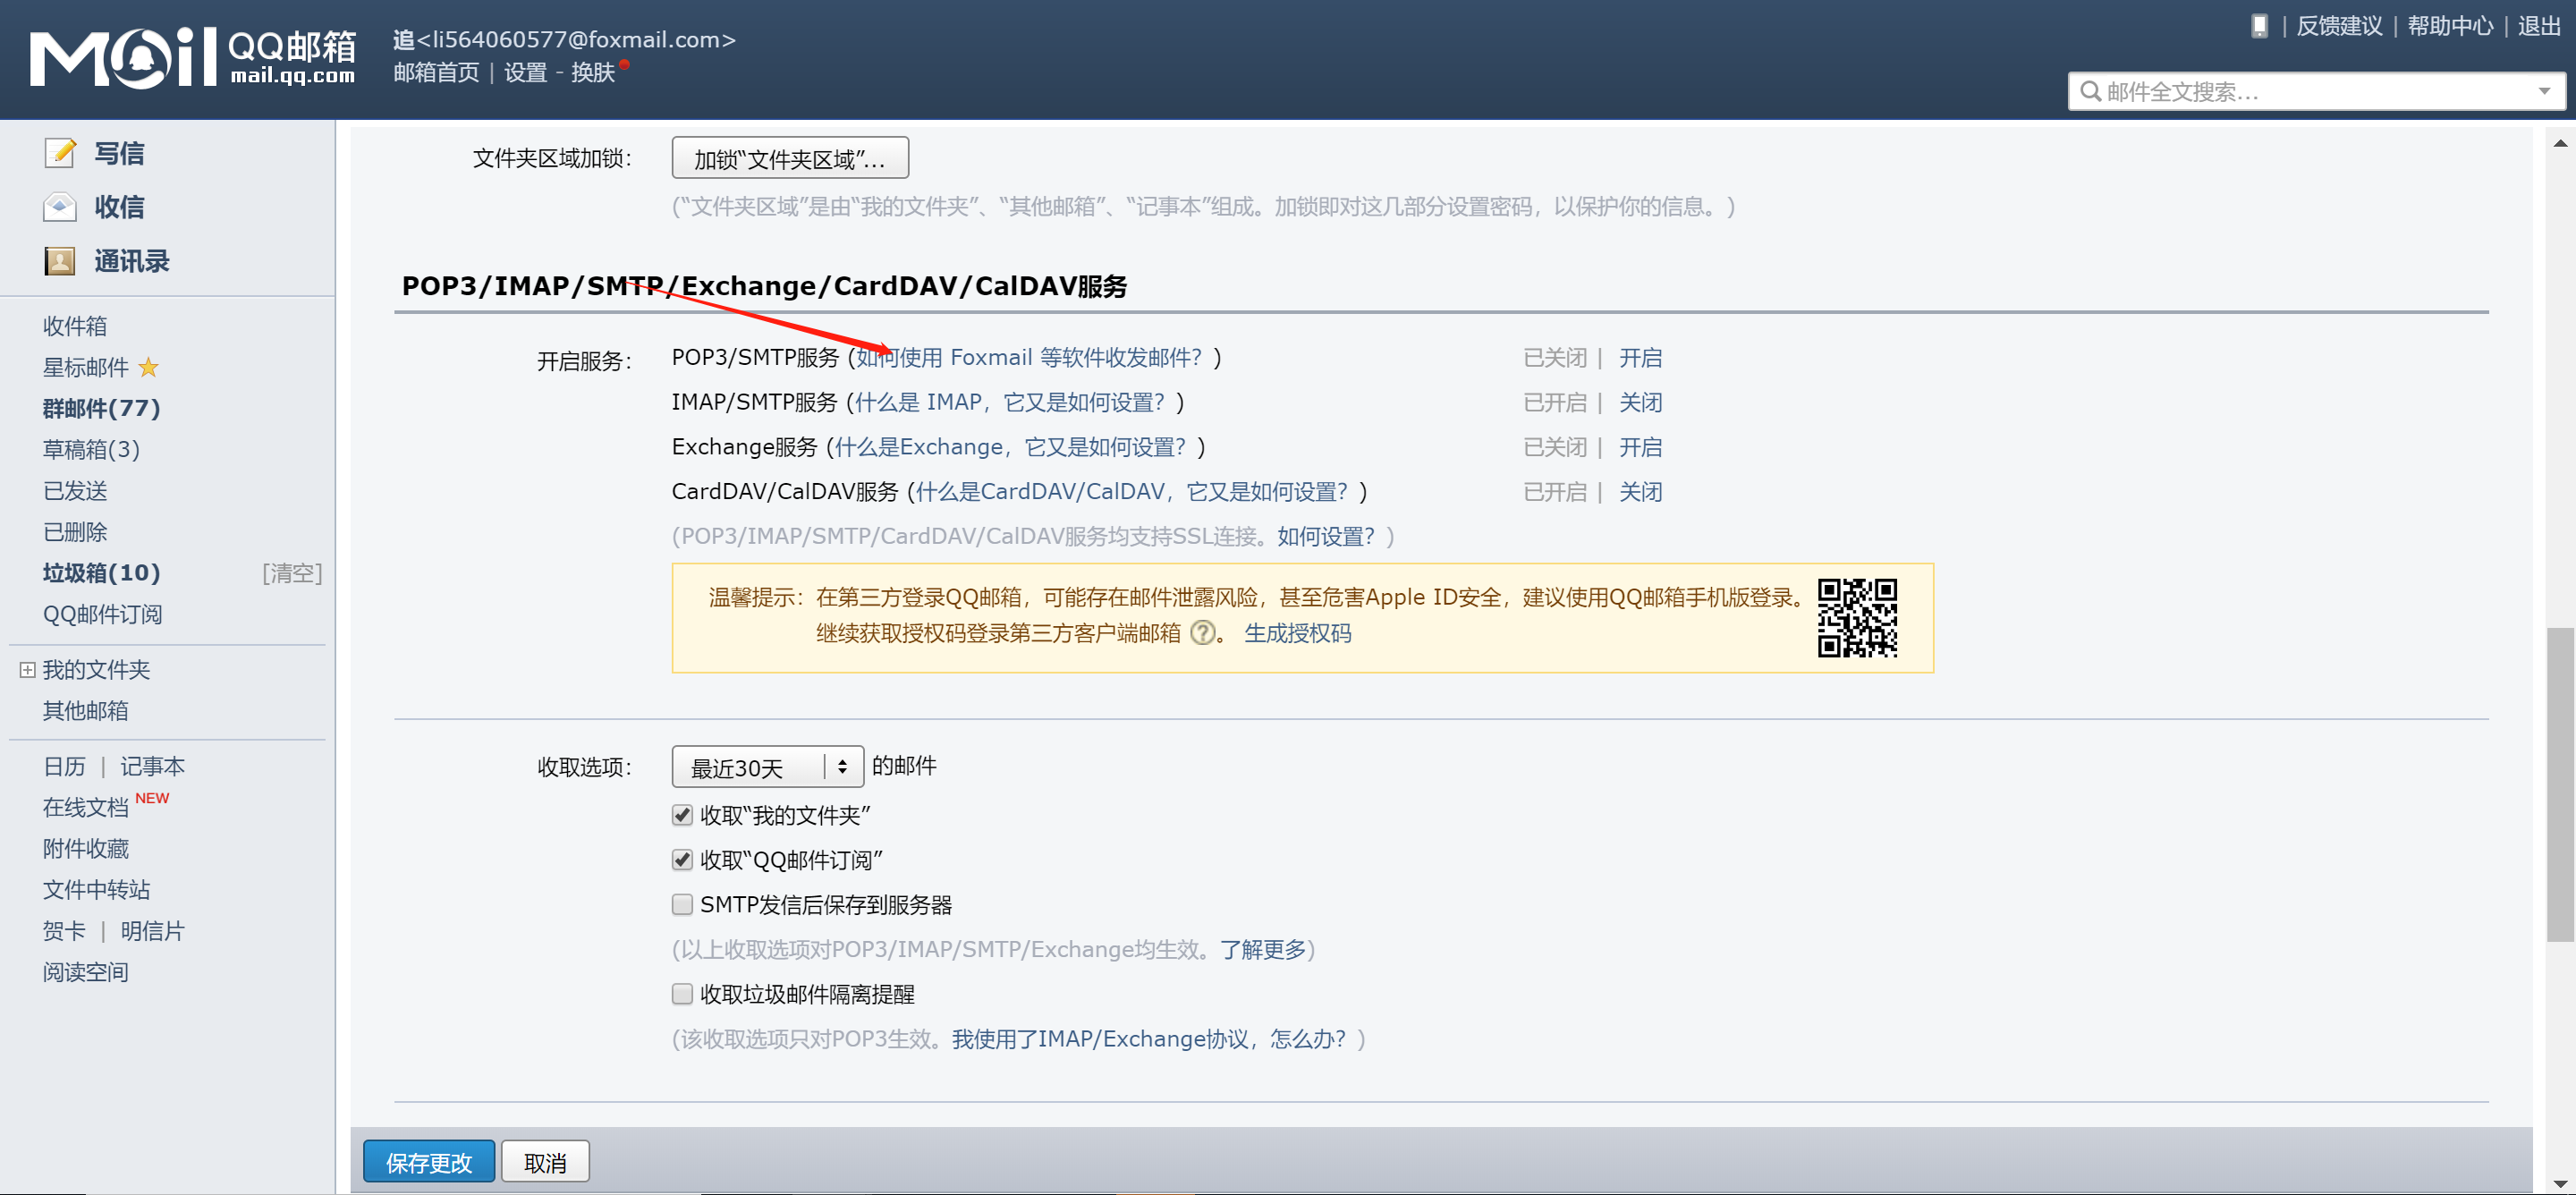 MOil QQ邮箱
mail.qq.com
追<li564060577@foxmail.com>
邮箱首页 | 设置 - 换肤
反馈建议 | 帮助中心 | 退出
邮件全文搜索...
写信
收信
通讯录
收件箱
星标邮件
群邮件(77)
草稿箱(3)
已发送
已删除
垃圾箱(10) [清空]
QQ邮件订阅
我的文件夹
其他邮箱
日历 | 记事本
在线文档 NEW
附件收藏
文件中转站
贺卡 | 明信片
阅读空间
文件夹区域加锁： 加锁“文件夹区域”...
(“文件夹区域”是由“我的文件夹”、“其他邮箱”、“记事本”组成。加锁即对这几部分设置密码，以保护你的信息。)
POP3/IMAP/SMTP/Exchange/CardDAV/CalDAV服务
开启服务： POP3/SMTP服务 (如何使用 Foxmail 等软件收发邮件？) 已关闭 | 开启
IMAP/SMTP服务 (什么是 IMAP，它又是如何设置？) 已开启 | 关闭
Exchange服务 (什么是Exchange，它又是如何设置？) 已关闭 | 开启
CardDAV/CalDAV服务 (什么是CardDAV/CalDAV，它又是如何设置？) 已开启 | 关闭
(POP3/IMAP/SMTP/CardDAV/CalDAV服务均支持SSL连接。如何设置？)
温馨提示：在第三方登录QQ邮箱，可能存在邮件泄露风险，甚至危害Apple ID安全，建议使用QQ邮箱手机版登录。
继续获取授权码登录第三方客户端邮箱 ?。 生成授权码
收取选项： 最近30天 的邮件
收取“我的文件夹”
收取“QQ邮件订阅”
SMTP发信后保存到服务器
(以上收取选项对POP3/IMAP/SMTP/Exchange均生效。了解更多)
收取垃圾邮件隔离提醒
(该收取选项只对POP3生效。我使用了IMAP/Exchange协议，怎么办？)
保存更改 取消